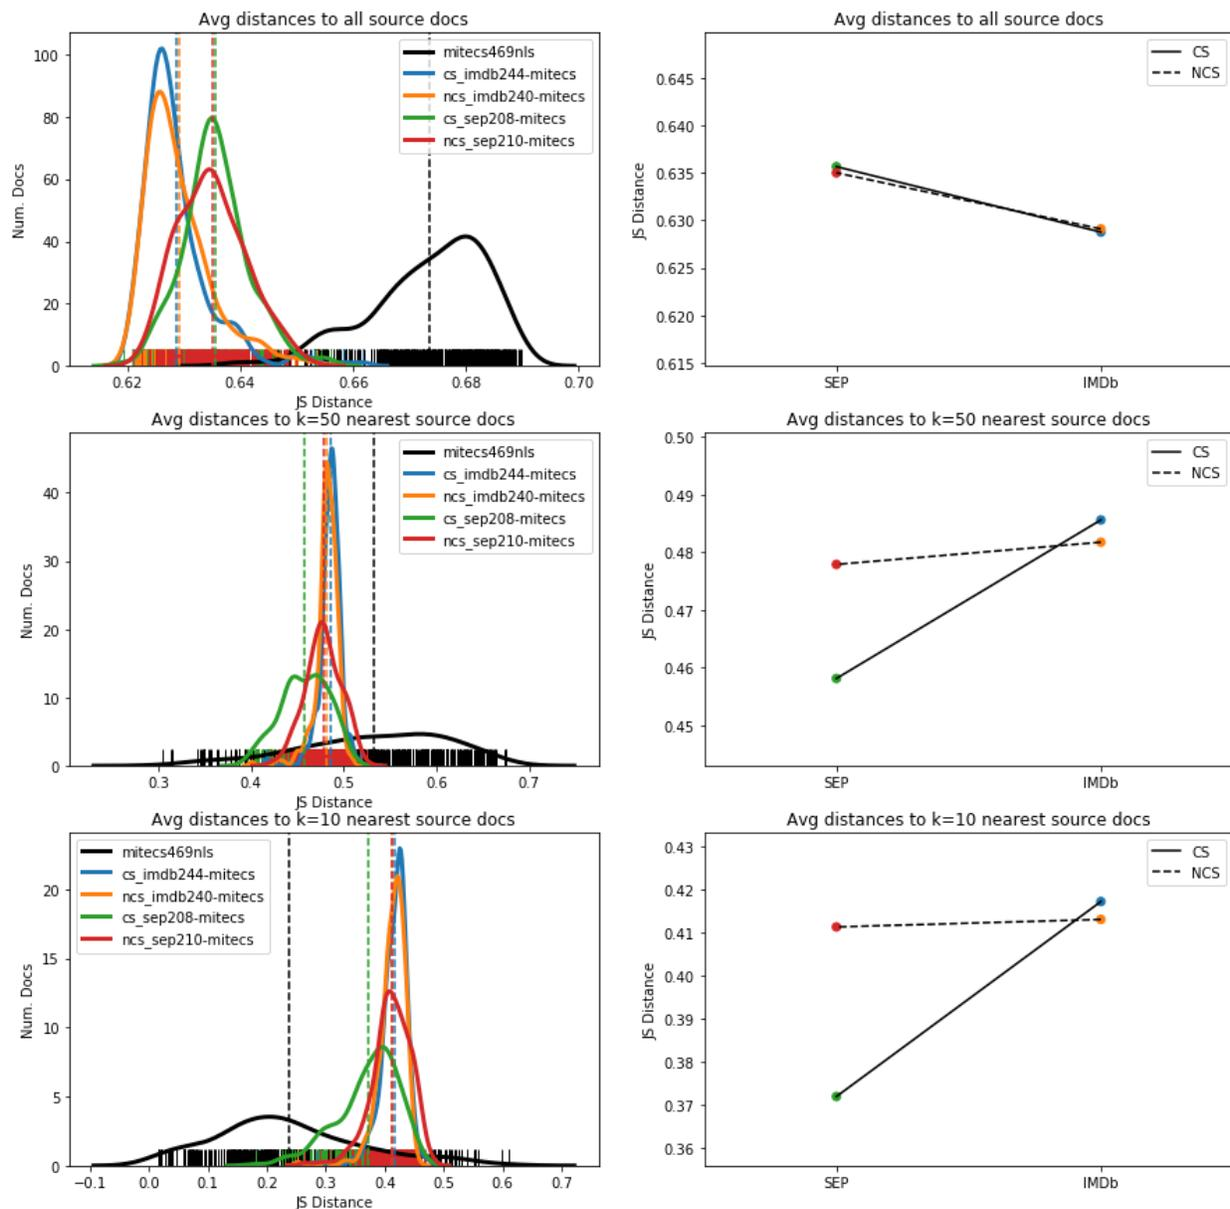 Avg distances to all source docs
Num. Docs
100
80
60
40
20
0
mitecs469nls
cs_imdb244-mitecs
ncs_imdb240-mitecs
cs_sep208-mitecs
ncs_sep210-mitecs
0.62 0.64 0.66 0.68 0.70
JS Distance
Avg distances to all source docs
JS Distance
0.645
0.640
0.635
0.630
0.625
0.620
0.615
CS
NCS
SEP IMDb
Avg distances to k=50 nearest source docs
Num. Docs
40
30
20
10
0
mitecs469nls
cs_imdb244-mitecs
ncs_imdb240-mitecs
cs_sep208-mitecs
ncs_sep210-mitecs
0.3 0.4 0.5 0.6 0.7
JS Distance
Avg distances to k=50 nearest source docs
JS Distance
0.50
0.49
0.48
0.47
0.46
0.45
CS
NCS
SEP IMDb
Avg distances to k=10 nearest source docs
Num. Docs
20
15
10
5
0
mitecs469nls
cs_imdb244-mitecs
ncs_imdb240-mitecs
cs_sep208-mitecs
ncs_sep210-mitecs
−0.1 0.0 0.1 0.2 0.3 0.4 0.5 0.6 0.7
JS Distance
Avg distances to k=10 nearest source docs
JS Distance
0.43
0.42
0.41
0.40
0.39
0.38
0.37
0.36
CS
NCS
SEP IMDb